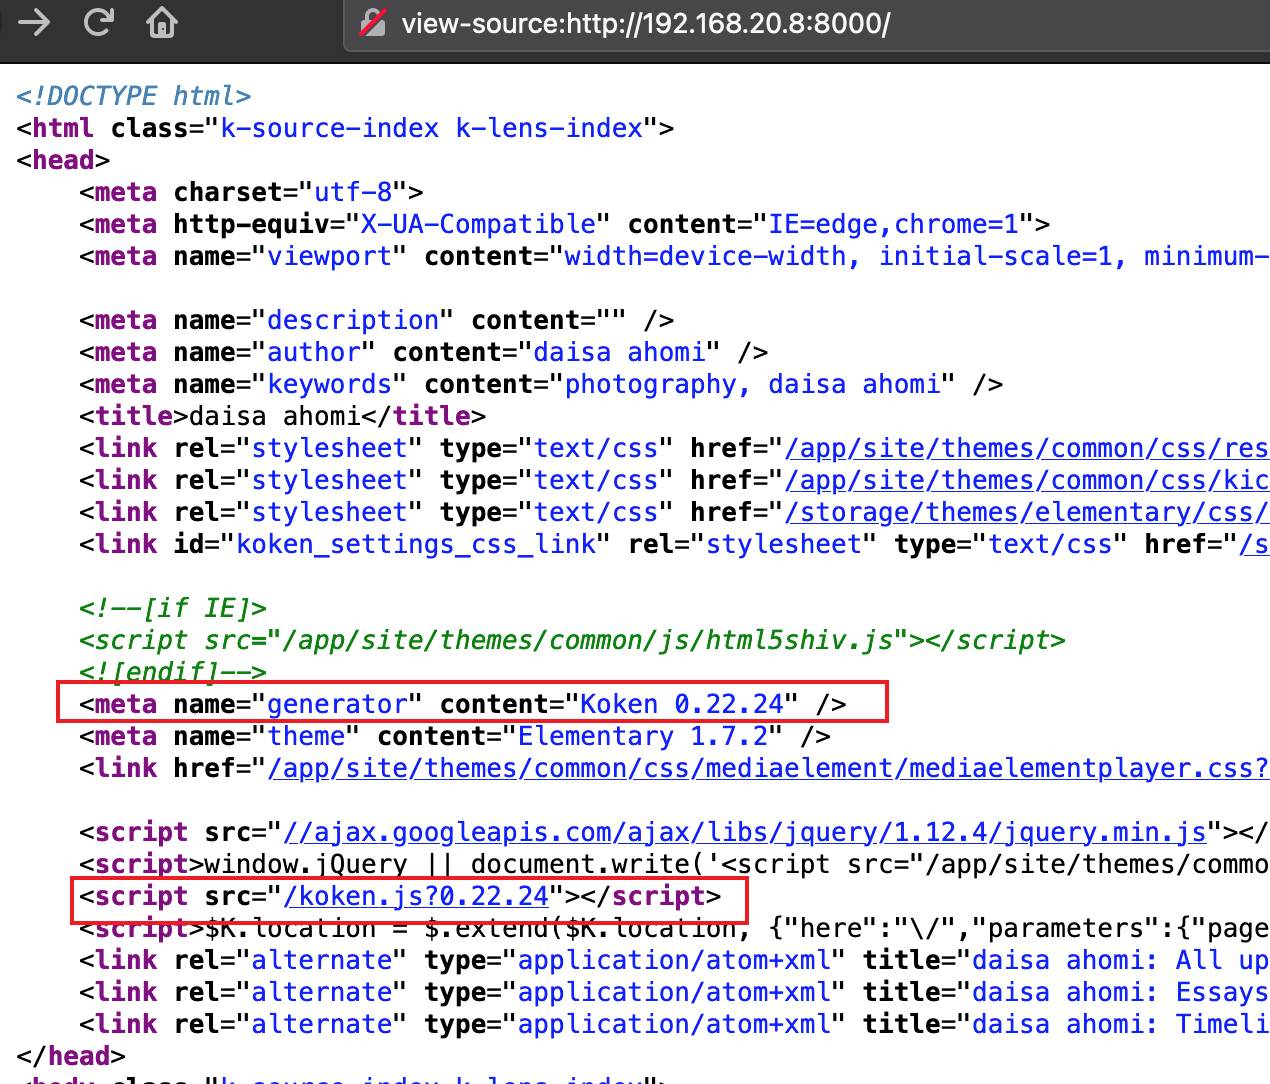 view-source:http://192.168.20.8:8000/
<!DOCTYPE html>
<html class="k-source-index k-lens-index">
<head>
<meta charset="utf-8">
<meta http-equiv="X-UA-Compatible" content="IE=edge,chrome=1">
<meta name="viewport" content="width=device-width, initial-scale=1, minimum-
<meta name="description" content="" />
<meta name="author" content="daisa ahomi" />
<meta name="keywords" content="photography, daisa ahomi" />
<title>daisa ahomi</title>
<link rel="stylesheet" type="text/css" href="/app/site/themes/common/css/res
<link rel="stylesheet" type="text/css" href="/app/site/themes/common/css/kic
<link rel="stylesheet" type="text/css" href="/storage/themes/elementary/css/
<link id="koken_settings_css_link" rel="stylesheet" type="text/css" href="/s
<!--[if IE]>
<script src="/app/site/themes/common/js/html5shiv.js"></script>
<![endif]-->
<meta name="generator" content="Koken 0.22.24" />
<meta name="theme" content="Elementary 1.7.2" />
<link href="/app/site/themes/common/css/mediaelement/mediaelementplayer.css?
<script src="//ajax.googleapis.com/ajax/libs/jquery/1.12.4/jquery.min.js"></
<script>window.jQuery || document.write('<script src="/app/site/themes/commo
<script src="/koken.js?0.22.24"></script>
<script>$K.location = $.extend($K.location, {"here":"\/","parameters":{"page
<link rel="alternate" type="application/atom+xml" title="daisa ahomi: All up
<link rel="alternate" type="application/atom+xml" title="daisa ahomi: Essays
<link rel="alternate" type="application/atom+xml" title="daisa ahomi: Timeli
</head>
<body class="k-source-index k-lens-index">